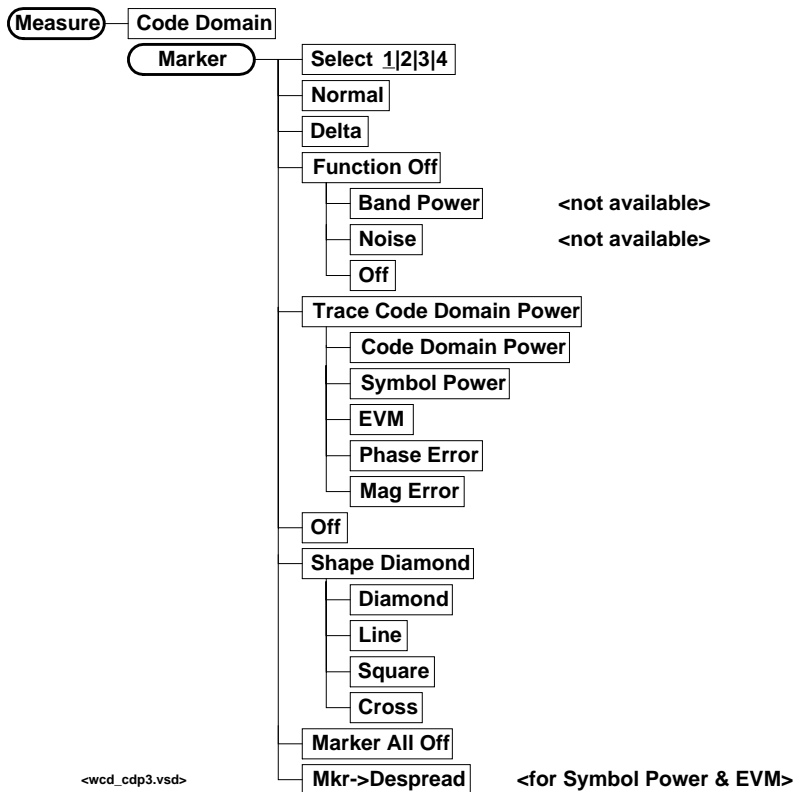 Measure Code Domain
Marker Select 1|2|3|4
Normal
Delta
Function Off
Band Power <not available>
Noise <not available>
Off
Trace Code Domain Power
Code Domain Power
Symbol Power
EVM
Phase Error
Mag Error
Off
Shape Diamond
Diamond
Line
Square
Cross
Marker All Off
<wcd_cdp3.vsd> Mkr->Despread <for Symbol Power & EVM>